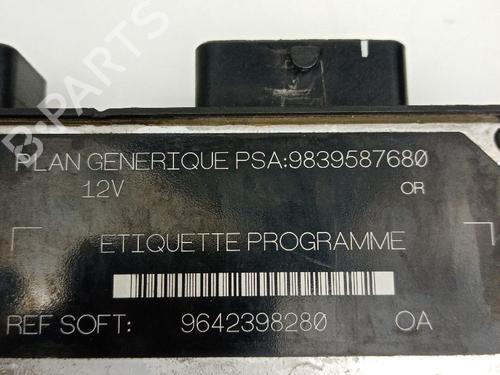 B-PARTS
PLAN GENERIQUE PSA:9839587680
12V OR
ETIQUETTE PROGRAMME
REF SOFT: 9642398280 OA